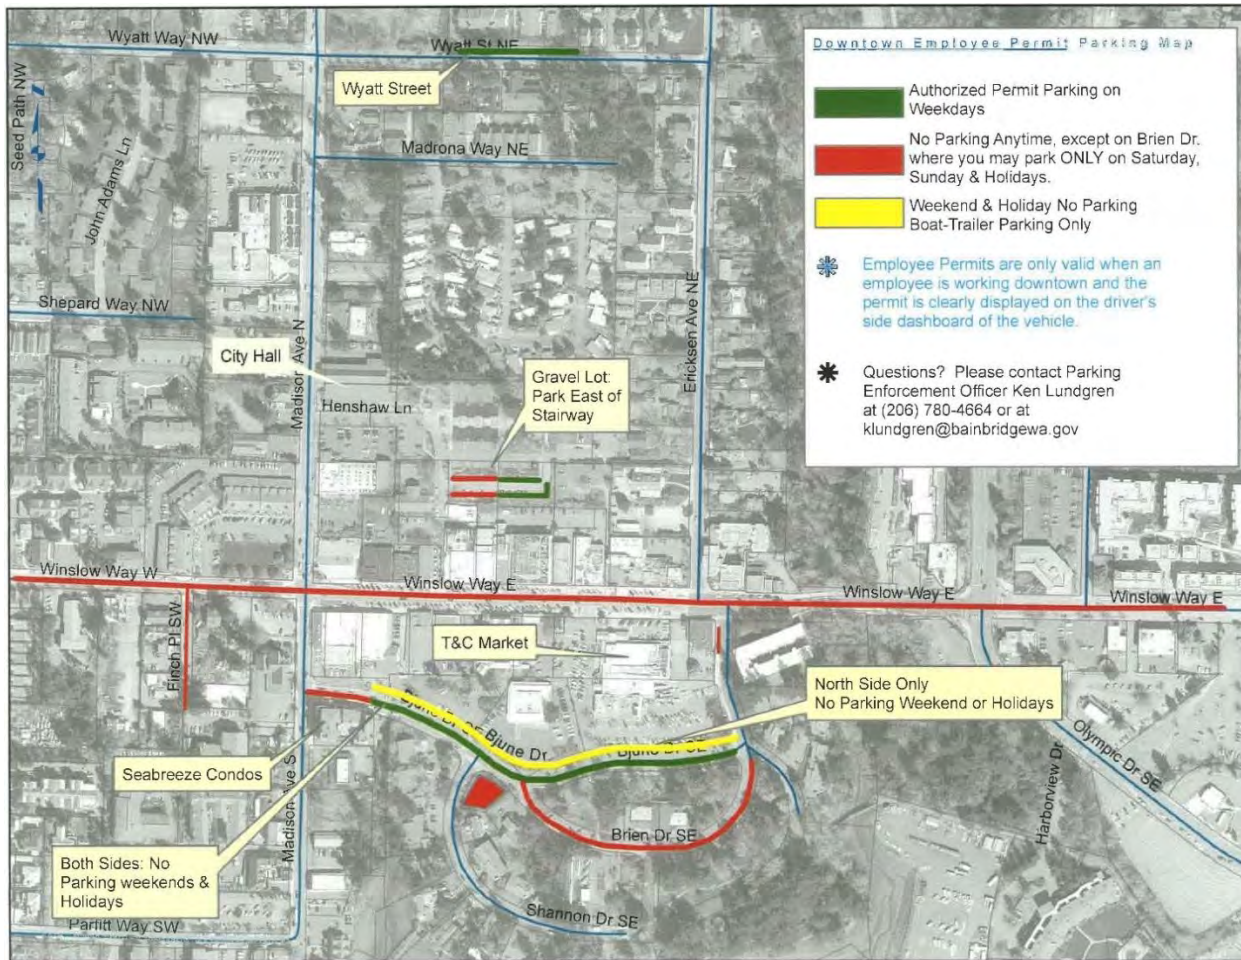 Wyatt Way NW
Wyatt St NE
Wyatt Street
Seed Path NW
John Adams Ln
Madrona Way NE
Shepard Way NW
City Hall
Madison Ave N
Henshaw Ln
Gravel Lot:
Park East of
Stairway
Ericksen Ave NE
Downtown Employee Permit Parking Map
Authorized Permit Parking on
Weekdays
No Parking Anytime, except on Brien Dr.
where you may park ONLY on Saturday,
Sunday & Holidays.
Weekend & Holiday No Parking
Boat-Trailer Parking Only
Employee Permits are only valid when an
employee is working downtown and the
permit is clearly displayed on the driver's
side dashboard of the vehicle.
Questions? Please contact Parking
Enforcement Officer Ken Lundgren
at (206) 780-4664 or at
klundgren@bainbridgewa.gov
Winslow Way W
Winslow Way E
Winslow Way E
Winslow Way E
Finch Pl SW
T&C Market
North Side Only
No Parking Weekend or Holidays
Bjune Dr SE
Bjune Dr
Bjune Dr SE
Seabreeze Condos
Madison Ave S
Olympic Dr SE
Harborview Dr
Brien Dr SE
Both Sides: No
Parking weekends &
Holidays
Shannon Dr SE
Parfitt Way SW